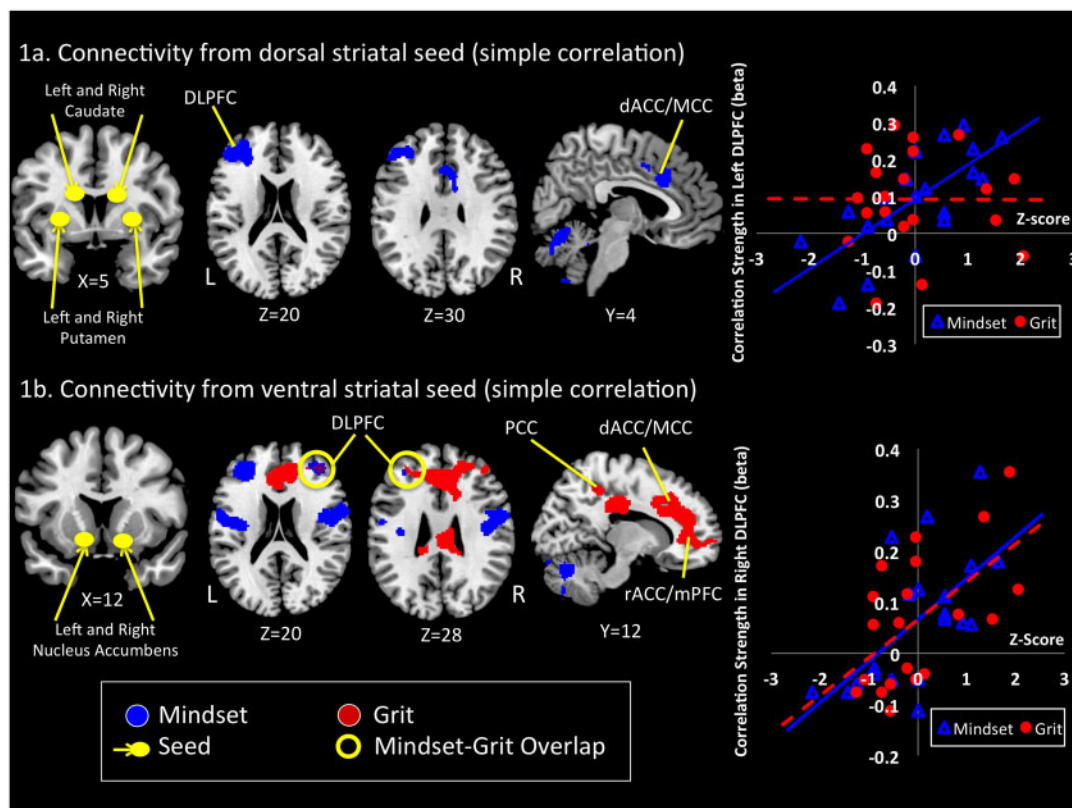 1a. Connectivity from dorsal striatal seed (simple correlation)
Left and Right
Caudate
DLPFC
dACC/MCC
X=5
L
R
Left and Right
Putamen
Z=20
Z=30
Y=4
Correlation Strength in Left DLPFC (beta)
0.4
0.3
0.2
0.1
0
-0.1
-0.2
-0.3
-3
-2
-1
0
1
2
3
Z-score
Mindset
Grit
1b. Connectivity from ventral striatal seed (simple correlation)
DLPFC
PCC
dACC/MCC
X=12
L
R
rACC/mPFC
Left and Right
Nucleus Accumbens
Z=20
Z=28
Y=12
Correlation Strength in Right DLPFC (beta)
0.4
0.3
0.2
0.1
0
-0.1
-0.2
-3
-2
-1
0
1
2
3
Z-Score
Mindset
Grit
Mindset
Grit
Seed
Mindset-Grit Overlap